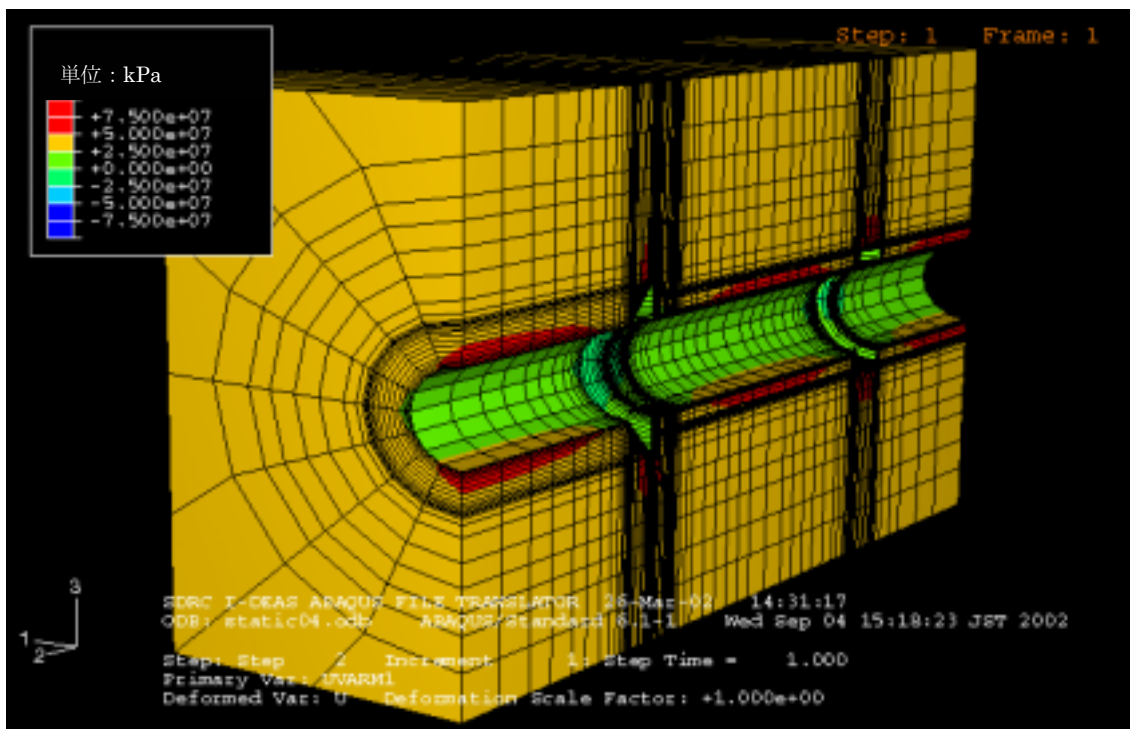 Step: 1 Frame: 1
単位 : kPa
+7.500e+07
+5.000e+07
+2.500e+07
+0.000e+00
-2.500e+07
-5.000e+07
-7.500e+07
3
1
2
SDRC I-DEAS ABAQUS FILE TRANSLATOR 26-Mar-02 14:31:17
ODB: static04.odb ABAQUS/Standard 6.1-1 Wed Sep 04 15:18:23 JST 2002
Step: Step 2 Increment 1: Step Time = 1.000
Primary Var: UVARM1
Deformed Var: U Deformation Scale Factor: +1.000e+00